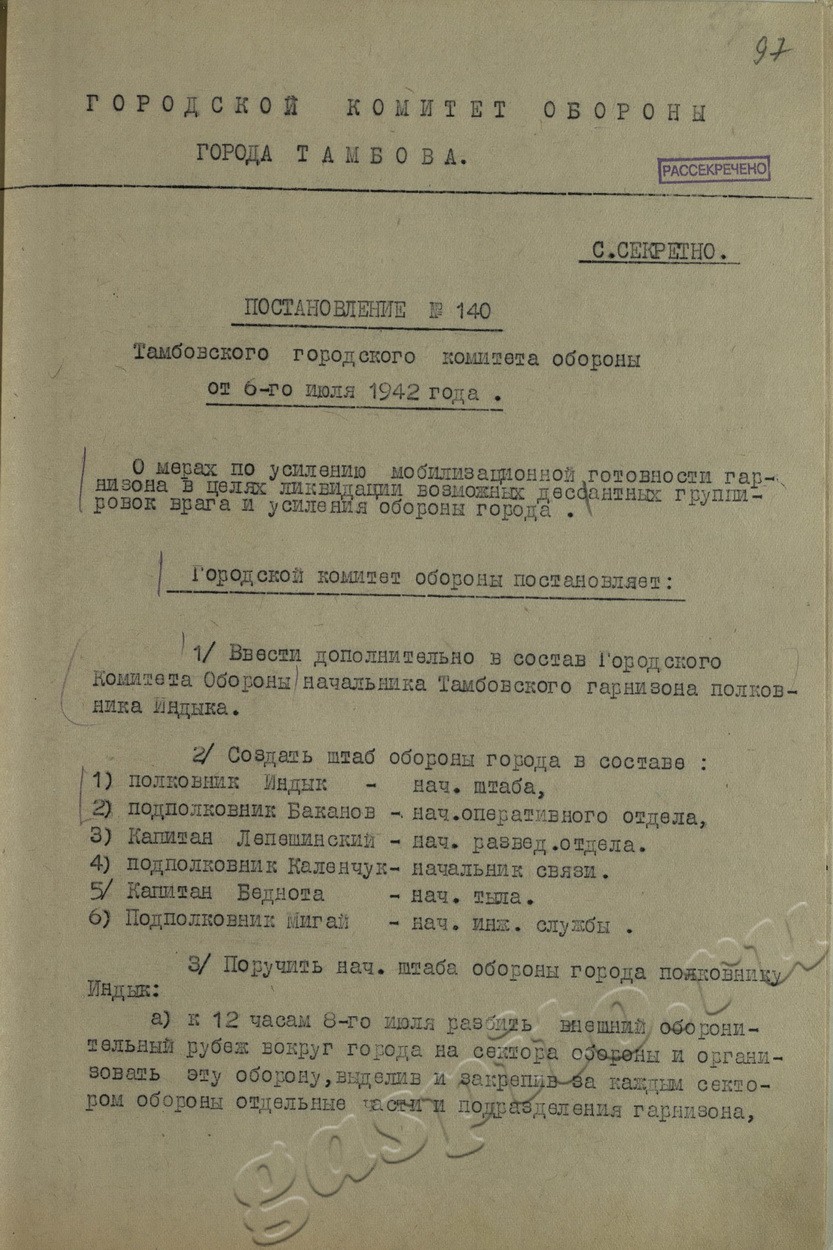 97
ГОРОДСКОЙ КОМИТЕТ ОБОРОНЫ
ГОРОДА ТАМБОВА.
РАССЕКРЕЧЕНО
С.СЕКРЕТНО.
ПОСТАНОВЛЕНИЕ № 140
Тамбовского городского комитета обороны
от 6-го июля 1942 года .
О мерах по усилению мобилизационной готовности гар-
низона в целях ликвидации возможных дессантных группи-
ровок врага и усиления обороны города .
Городской комитет обороны постановляет:
1/ Ввести дополнительно в состав Городского
Комитета Обороны начальника Тамбовского гарнизона полков-
ника Индыка.
2/ Создать штаб обороны города в составе :
1) полковник Индык - нач. штаба,
2) подполковник Баканов - нач.оперативного отдела,
3) Капитан Лепешинский - нач. развед.отдела.
4) подполковник Каленчук- начальник связи.
5/ Капитан Беднота - нач. тыла.
6) Подполковник Мигай - нач. инж. службы .
3/ Поручить нач. штаба обороны города полковнику
Индык:
а) к 12 часам 8-го июля разбить внешний оборони-
тельный рубеж вокруг города на сектора обороны и органи-
зовать эту оборону,выделив и закрепив за каждым секто-
ром обороны отдельные части и подразделения гарнизона,
gaspito.ru